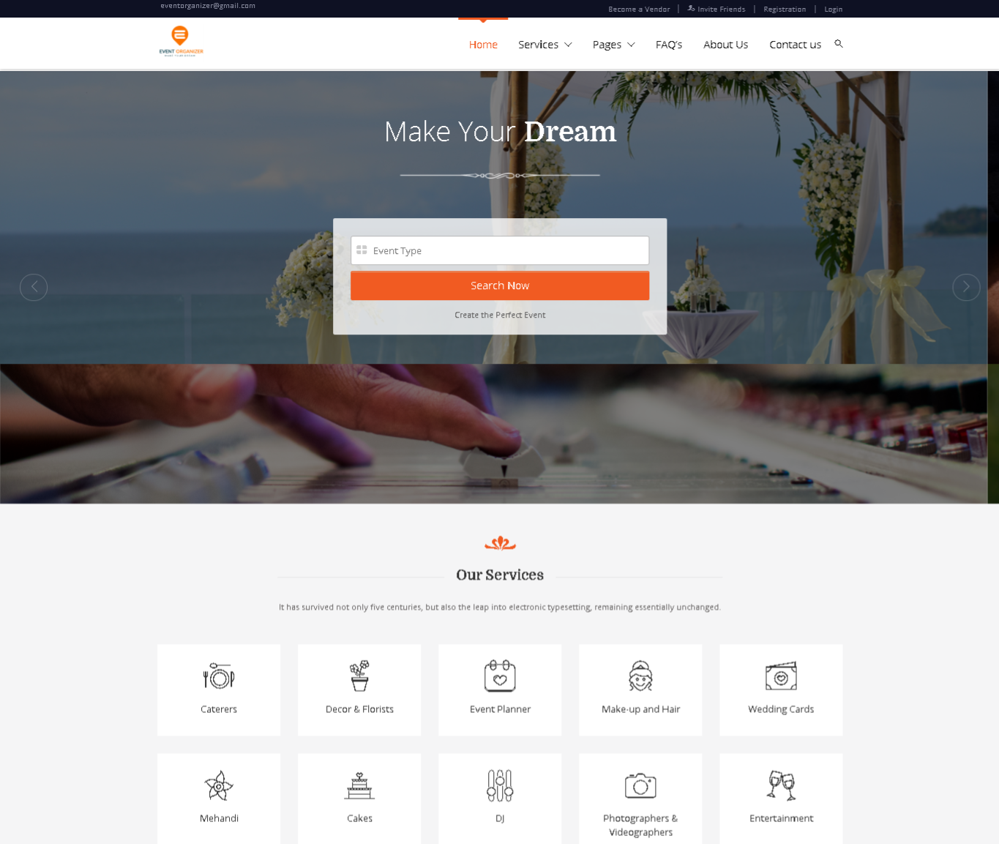 eventorganizer@gmail.com
Become a Vendor | Invite Friends | Registration | Login
EVENT ORGANIZER
Home Services Pages FAQ's About Us Contact us
Make Your Dream
Event Type
Search Now
Create the Perfect Event
Our Services
It has survived not only five centuries, but also the leap into electronic typesetting, remaining essentially unchanged.
Caterers
Decor & Florists
Event Planner
Make-up and Hair
Wedding Cards
Mehandi
Cakes
DJ
Photographers &
Videographers
Entertainment